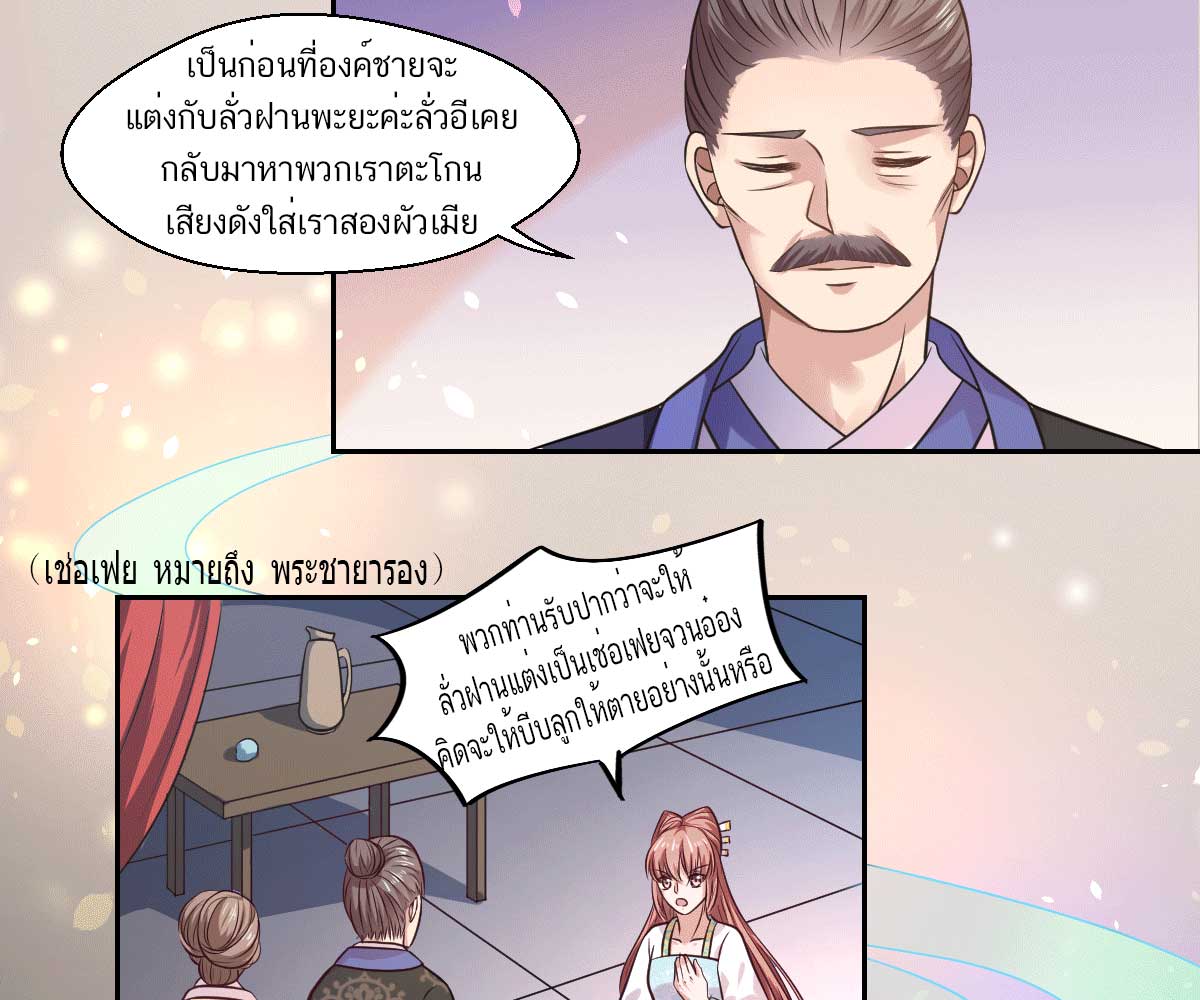 เป็นก่อนที่องค์ชายจะ
แต่งกับลั่วฝานพะยะค่ะลั่วอีเคย
กลับมาหาพวกเราตะโกน
เสียงดังใส่เราสองผัวเมีย
(เช่อเฟย หมายถึง พระชายารอง)
พวกท่านรับปากว่าจะให้
ลั่วฝานแต่งเป็นเช่อเฟยจวนอ๋อง
คิดจะให้บีบลูกให้ตายอย่างนั้นหรือ